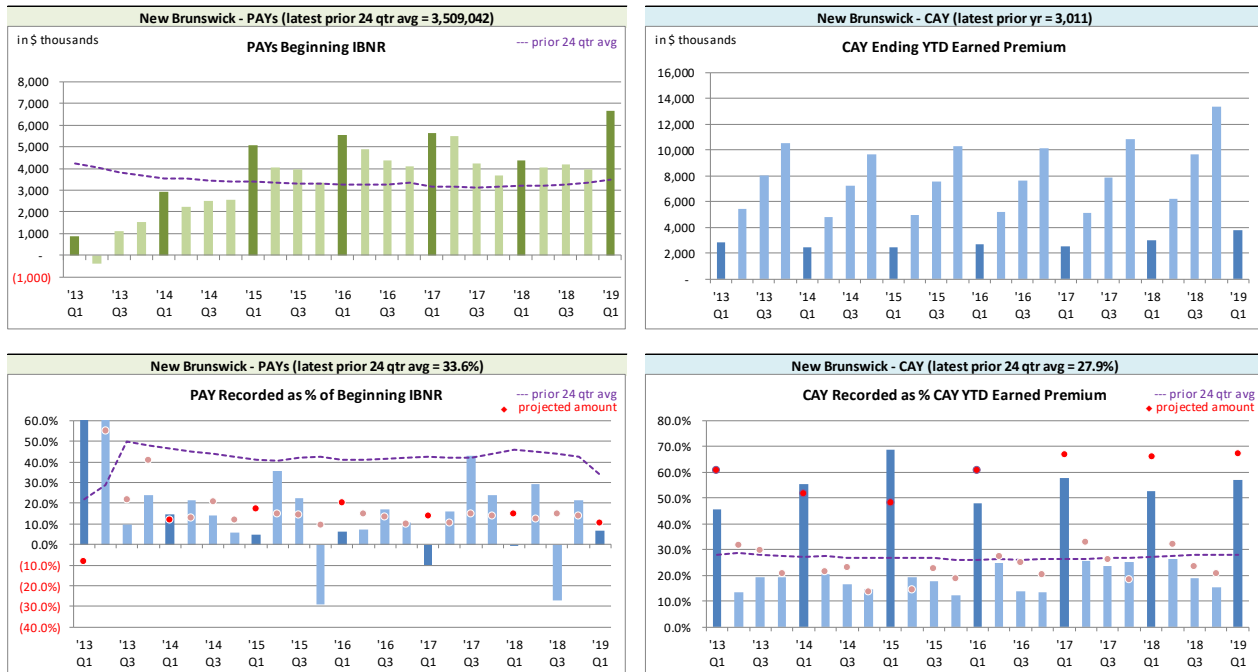 New Brunswick - PAYs (latest prior 24 qtr avg = 3,509,042)
in $ thousands
PAYs Beginning IBNR
--- prior 24 qtr avg
8,000
7,000
6,000
5,000
4,000
3,000
2,000
1,000
-
(1,000)
'13 '13 '14 '14 '15 '15 '16 '16 '17 '17 '18 '18 '19
Q1 Q3 Q1 Q3 Q1 Q3 Q1 Q3 Q1 Q3 Q1 Q3 Q1
New Brunswick - CAY (latest prior yr = 3,011)
in $ thousands
CAY Ending YTD Earned Premium
16,000
14,000
12,000
10,000
8,000
6,000
4,000
2,000
-
'13 '13 '14 '14 '15 '15 '16 '16 '17 '17 '18 '18 '19
Q1 Q3 Q1 Q3 Q1 Q3 Q1 Q3 Q1 Q3 Q1 Q3 Q1
New Brunswick - PAYs (latest prior 24 qtr avg = 33.6%)
PAY Recorded as % of Beginning IBNR
--- prior 24 qtr avg
projected amount
60.0%
50.0%
40.0%
30.0%
20.0%
10.0%
0.0%
(10.0%)
(20.0%)
(30.0%)
(40.0%)
'13 '13 '14 '14 '15 '15 '16 '16 '17 '17 '18 '18 '19
Q1 Q3 Q1 Q3 Q1 Q3 Q1 Q3 Q1 Q3 Q1 Q3 Q1
New Brunswick - CAY (latest prior 24 qtr avg = 27.9%)
CAY Recorded as % CAY YTD Earned Premium
--- prior 24 qtr avg
projected amount
80.0%
70.0%
60.0%
50.0%
40.0%
30.0%
20.0%
10.0%
0.0%
'13 '13 '14 '14 '15 '15 '16 '16 '17 '17 '18 '18 '19
Q1 Q3 Q1 Q3 Q1 Q3 Q1 Q3 Q1 Q3 Q1 Q3 Q1